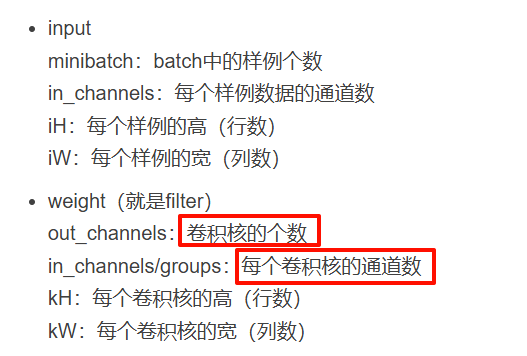 input
minibatch：batch中的样例个数
in_channels：每个样例数据的通道数
iH：每个样例的高（行数）
iW：每个样例的宽（列数）
weight（就是filter）
out_channels：卷积核的个数
in_channels/groups：每个卷积核的通道数
kH：每个卷积核的高（行数）
kW：每个卷积核的宽（列数）